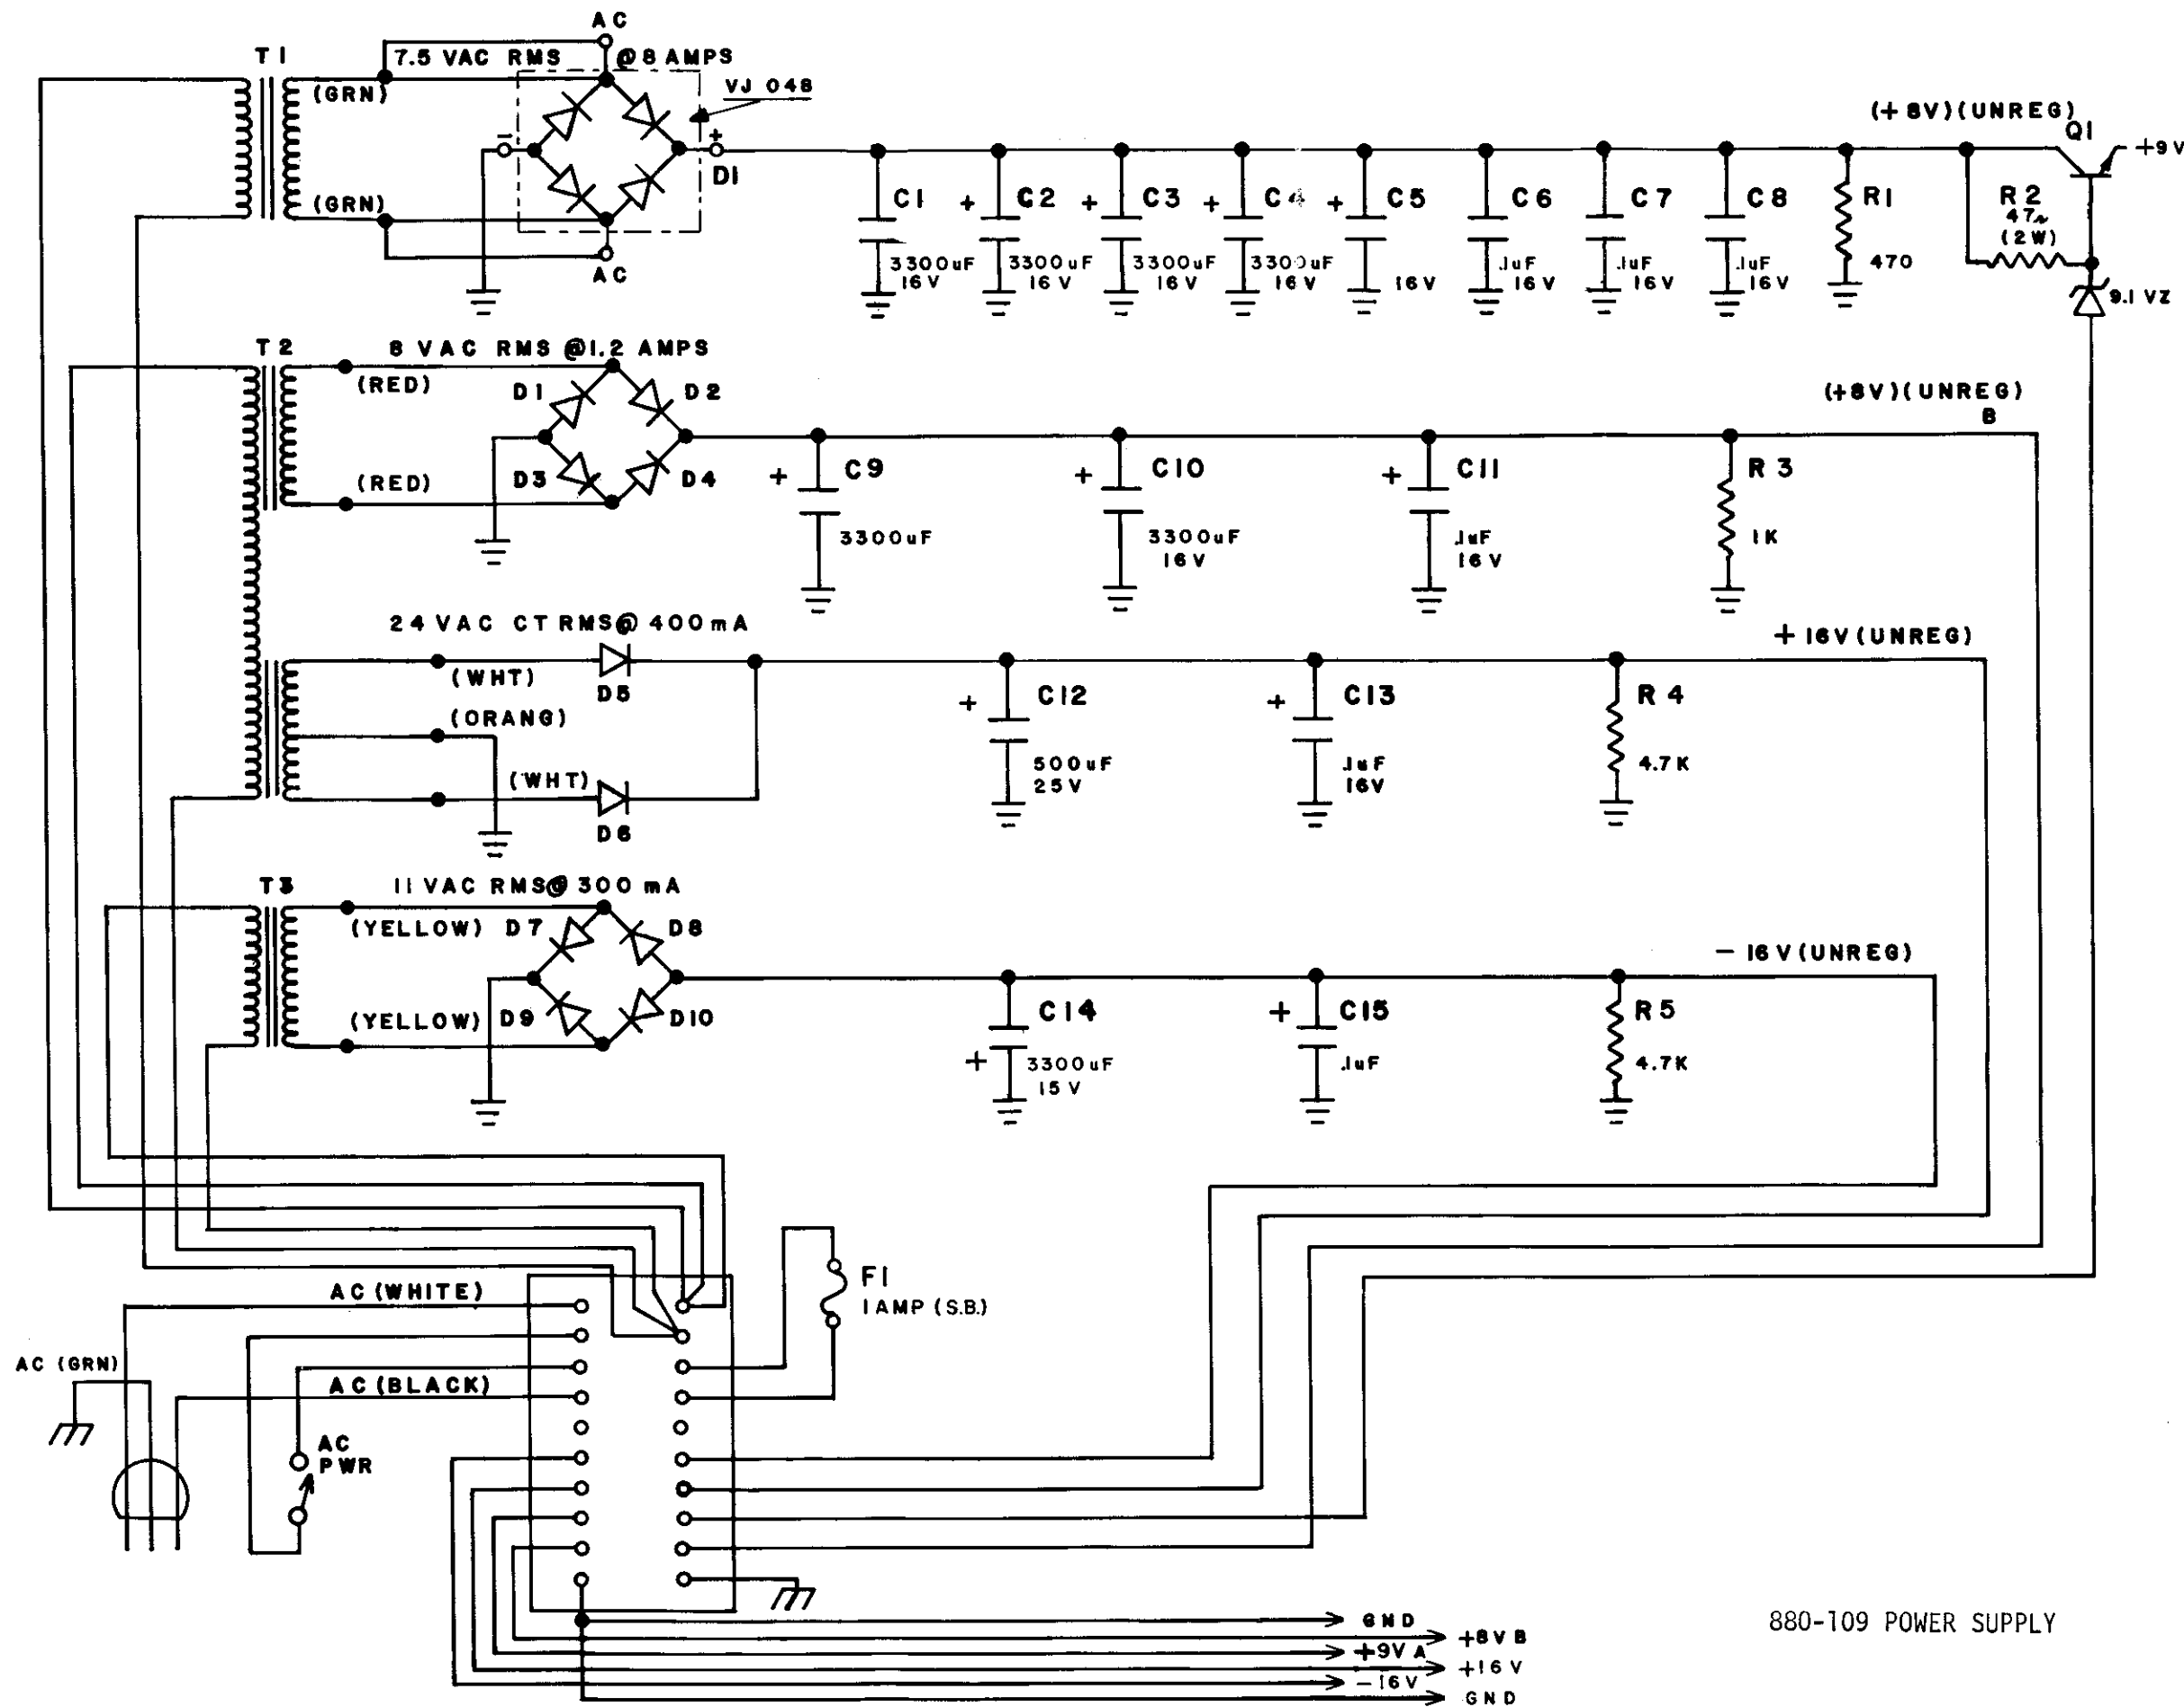 AC
T1
7.5 VAC RMS @ 8 AMPS
(GRN)
VJ 048
(+8V)(UNREG)
Q1
+9V
-
+
D1
(GRN)
AC
C1
3300uF
16V
+ C2
3300uF
16V
+ C3
3300uF
16V
+ C4
3300uF
16V
+ C5
16V
C6
.1uF
16V
C7
.1uF
16V
C8
.1uF
16V
R1
470
R2
47
(2W)
9.1 VZ
T2
8 VAC RMS @ 1.2 AMPS
(RED)
D1
D2
(RED)
D3
D4
(+8V)(UNREG)
B
+ C9
3300uF
+ C10
3300uF
16V
+ C11
.1uF
16V
R3
1K
24 VAC CT RMS @ 400mA
(WHT)
D5
(ORANG)
(WHT)
D6
+16V(UNREG)
+ C12
500uF
25V
+ C13
.1uF
16V
R4
4.7K
T3
11 VAC RMS @ 300 mA
(YELLOW) D7
D8
(YELLOW) D9
D10
-16V(UNREG)
C14
+ 3300uF
15V
+ C15
.1uF
R5
4.7K
F1
1AMP (S.B.)
AC (WHITE)
AC (GRN)
AC (BLACK)
AC
PWR
GND
+8V B
+9V A
+16V
-16V
GND
880-109 POWER SUPPLY